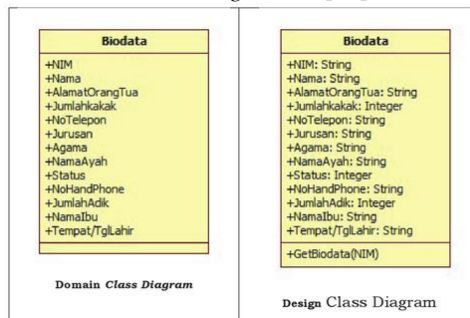 Biodata
+NIM
+Nama
+AlamatOrangTua
+Jumlahkakak
+NoTelepon
+Jurusan
+Agama
+NamaAyah
+Status
+NoHandPhone
+JumlahAdik
+NamaIbu
+Tempat/TglLahir
Domain Class Diagram
Biodata
+NIM: String
+Nama: String
+AlamatOrangTua: String
+Jumlahkakak: Integer
+NoTelepon: String
+Jurusan: String
+Agama: String
+NamaAyah: String
+Status: Integer
+NoHandPhone: String
+JumlahAdik: Integer
+NamaIbu: String
+Tempat/TglLahir: String
+GetBiodata(NIM)
Design Class Diagram